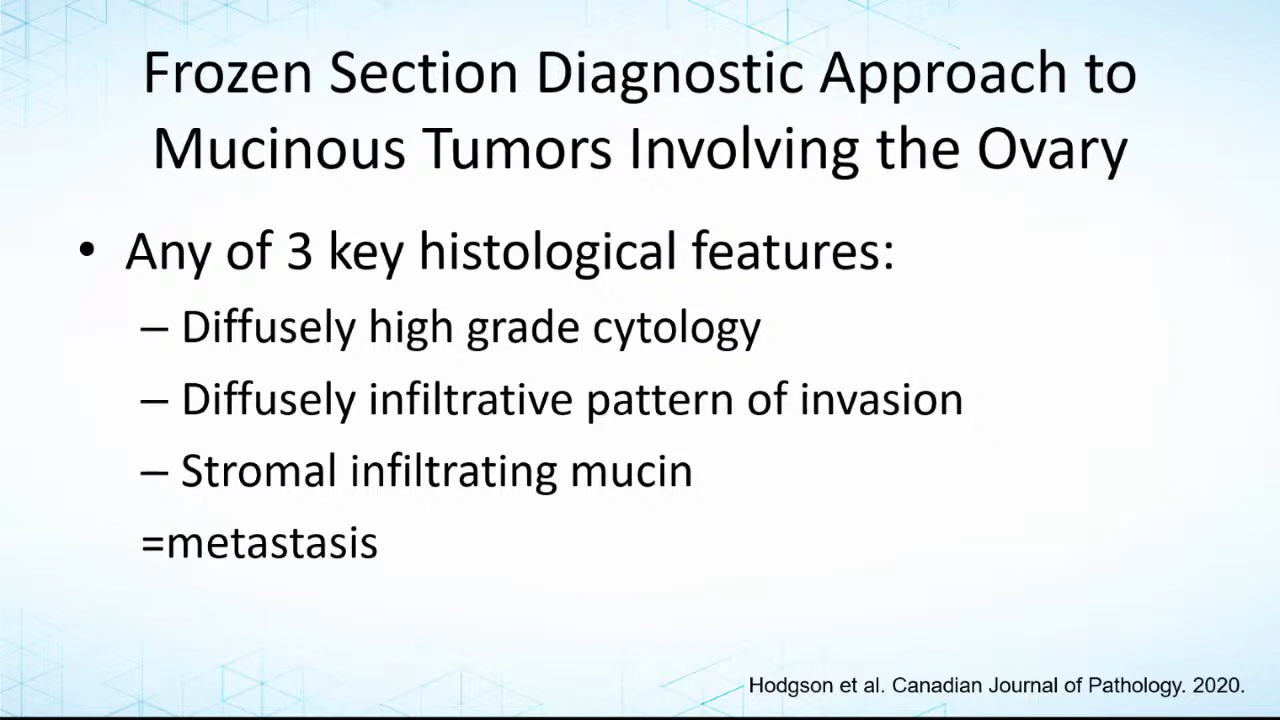 Frozen Section Diagnostic Approach to
Mucinous Tumors Involving the Ovary
• Any of 3 key histological features:
– Diffusely high grade cytology
– Diffusely infiltrative pattern of invasion
– Stromal infiltrating mucin
=metastasis
Hodgson et al. Canadian Journal of Pathology. 2020.